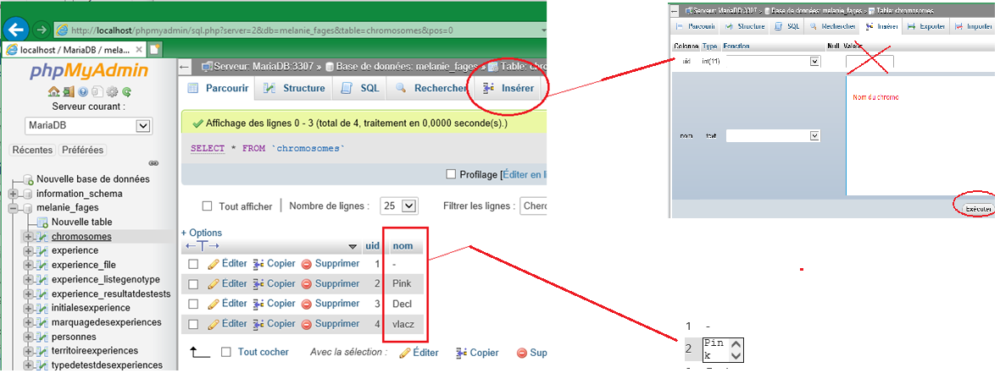 http://localhost/phpmyadmin/sql.php?server=2&db=melanie_fages&table=chromosomes&pos=0
localhost / MariaDB / mela...
phpMyAdmin
Serveur courant :
MariaDB
Récentes Préférées
Nouvelle base de données
information_schema
melanie_fages
Nouvelle table
chromosomes
experience
experience_file
experience_listegenotype
experience_resultatdestests
initialesexperience
marquagedesexperiences
personnes
territoireexperiences
typedetestdesexperiences
Serveur: MariaDB:3307 » Base de données: melanie_fages » Table: chro
Parcourir Structure SQL Rechercher Insérer
Affichage des lignes 0 - 3 (total de 4, traitement en 0,0000 seconde(s).)
SELECT * FROM `chromosomes`
Profilage [Éditer en li
Tout afficher Nombre de lignes : 25 Filtrer les lignes : Cherc
+ Options
uid nom
Éditer Copier Supprimer 1 -
Éditer Copier Supprimer 2 Pink
Éditer Copier Supprimer 3 Decl
Éditer Copier Supprimer 4 vlacz
Tout cocher Avec la sélection : Éditer Copier Sup
Serveur: MariaDB:3307 » Base de données: melanie_fages » Table: chromosomes
Parcourir Structure SQL Rechercher Insérer Exporter Importer
Colonne Type Fonction Null Valeur
uid int(11)
nom text
Nom du chromo
Exécuter
1 -
2 Pin
k